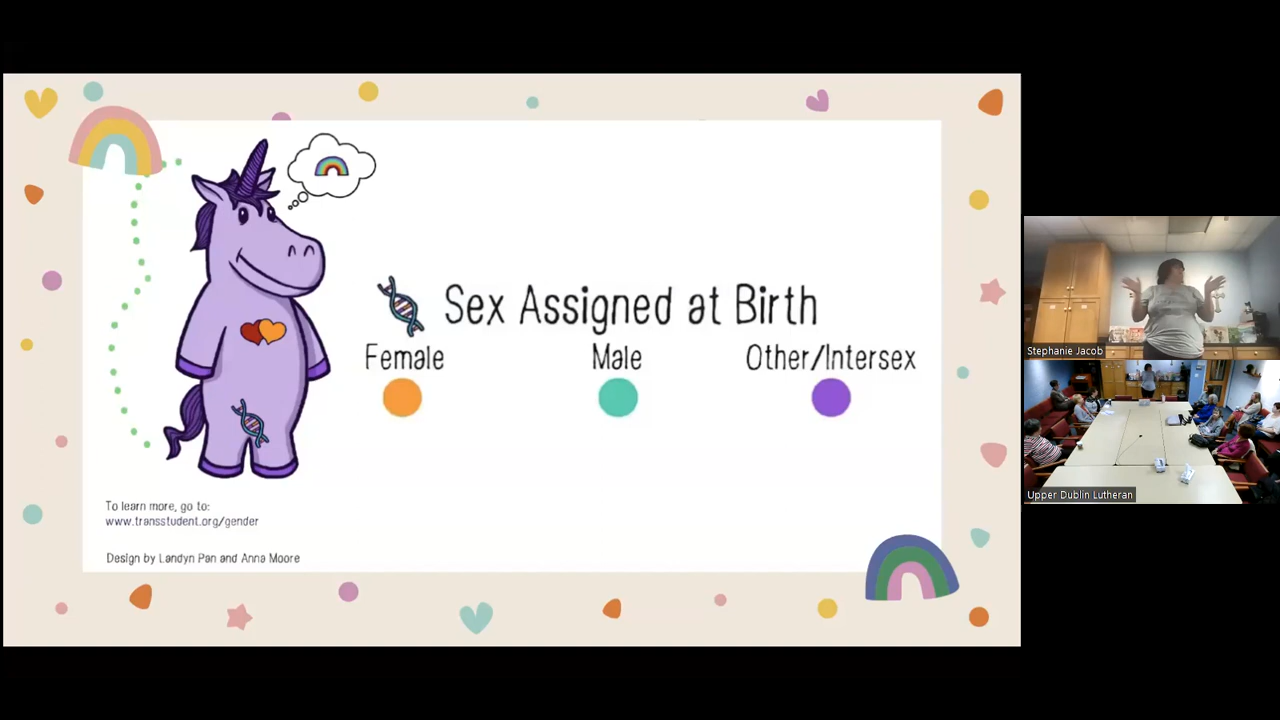 Sex Assigned at Birth
Female Male Other/Intersex
To learn more, go to:
www.transstudent.org/gender
Design by Landyn Pan and Anna Moore
Stephanie Jacob
Upper Dublin Lutheran